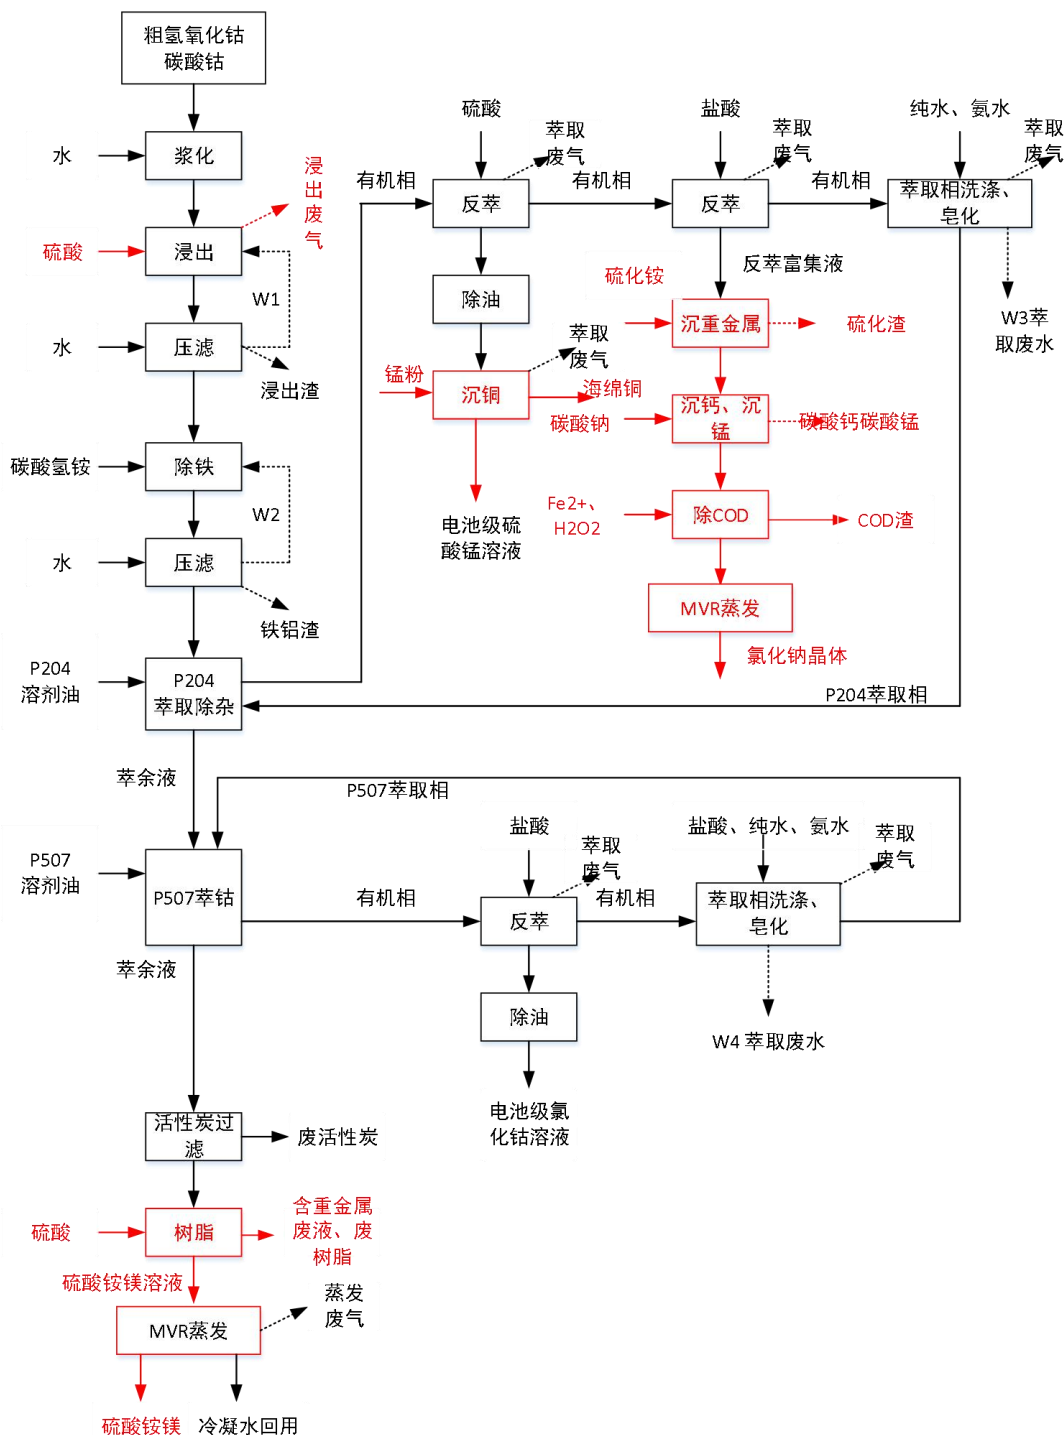 粗氢氧化钴
碳酸钴
水
浆化
浸
出
废
气
硫酸
浸出
W1
水
压滤
浸出渣
碳酸氢铵
除铁
W2
水
压滤
铁铝渣
P204
溶剂油
P204
萃取除杂
硫酸
萃取
废气
有机相
反萃
有机相
除油
萃取
废气
锰粉
沉铜
海绵铜
电池级硫
酸锰溶液
盐酸
萃取
废气
反萃
有机相
反萃富集液
硫化铵
沉重金属
硫化渣
碳酸钠
沉钙、沉
锰
碳酸钙碳酸锰
Fe2+、
H2O2
除COD
COD渣
MVR蒸发
氯化钠晶体
纯水、氨水
萃取
废气
萃取相洗涤、
皂化
W3萃
取废水
P204萃取相
萃余液
P507萃取相
P507
溶剂油
P507萃钴
有机相
盐酸
萃取
废气
反萃
有机相
盐酸、纯水、氨水
萃取
废气
萃取相洗涤、
皂化
除油
W4 萃取废水
电池级氯
化钴溶液
萃余液
活性炭过
滤
废活性炭
硫酸
树脂
含重金属
废液、废
树脂
硫酸铵镁溶液
MVR蒸发
蒸发
废气
硫酸铵镁
冷凝水回用